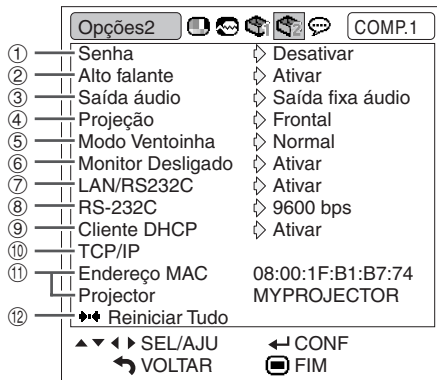 Opções2 1 2 COMP.1
① Senha Desativar
② Alto falante Ativar
③ Saída áudio Saída fixa áudio
④ Projeção Frontal
⑤ Modo Ventoinha Normal
⑥ Monitor Desligado Ativar
⑦ LAN/RS232C Ativar
⑧ RS-232C 9600 bps
⑨ Cliente DHCP Ativar
⑩ TCP/IP
⑪ Endereço MAC 08:00:1F:B1:B7:74
Projector MYPROJECTOR
⑫ Reiniciar Tudo
SEL/AJU CONF
VOLTAR FIM